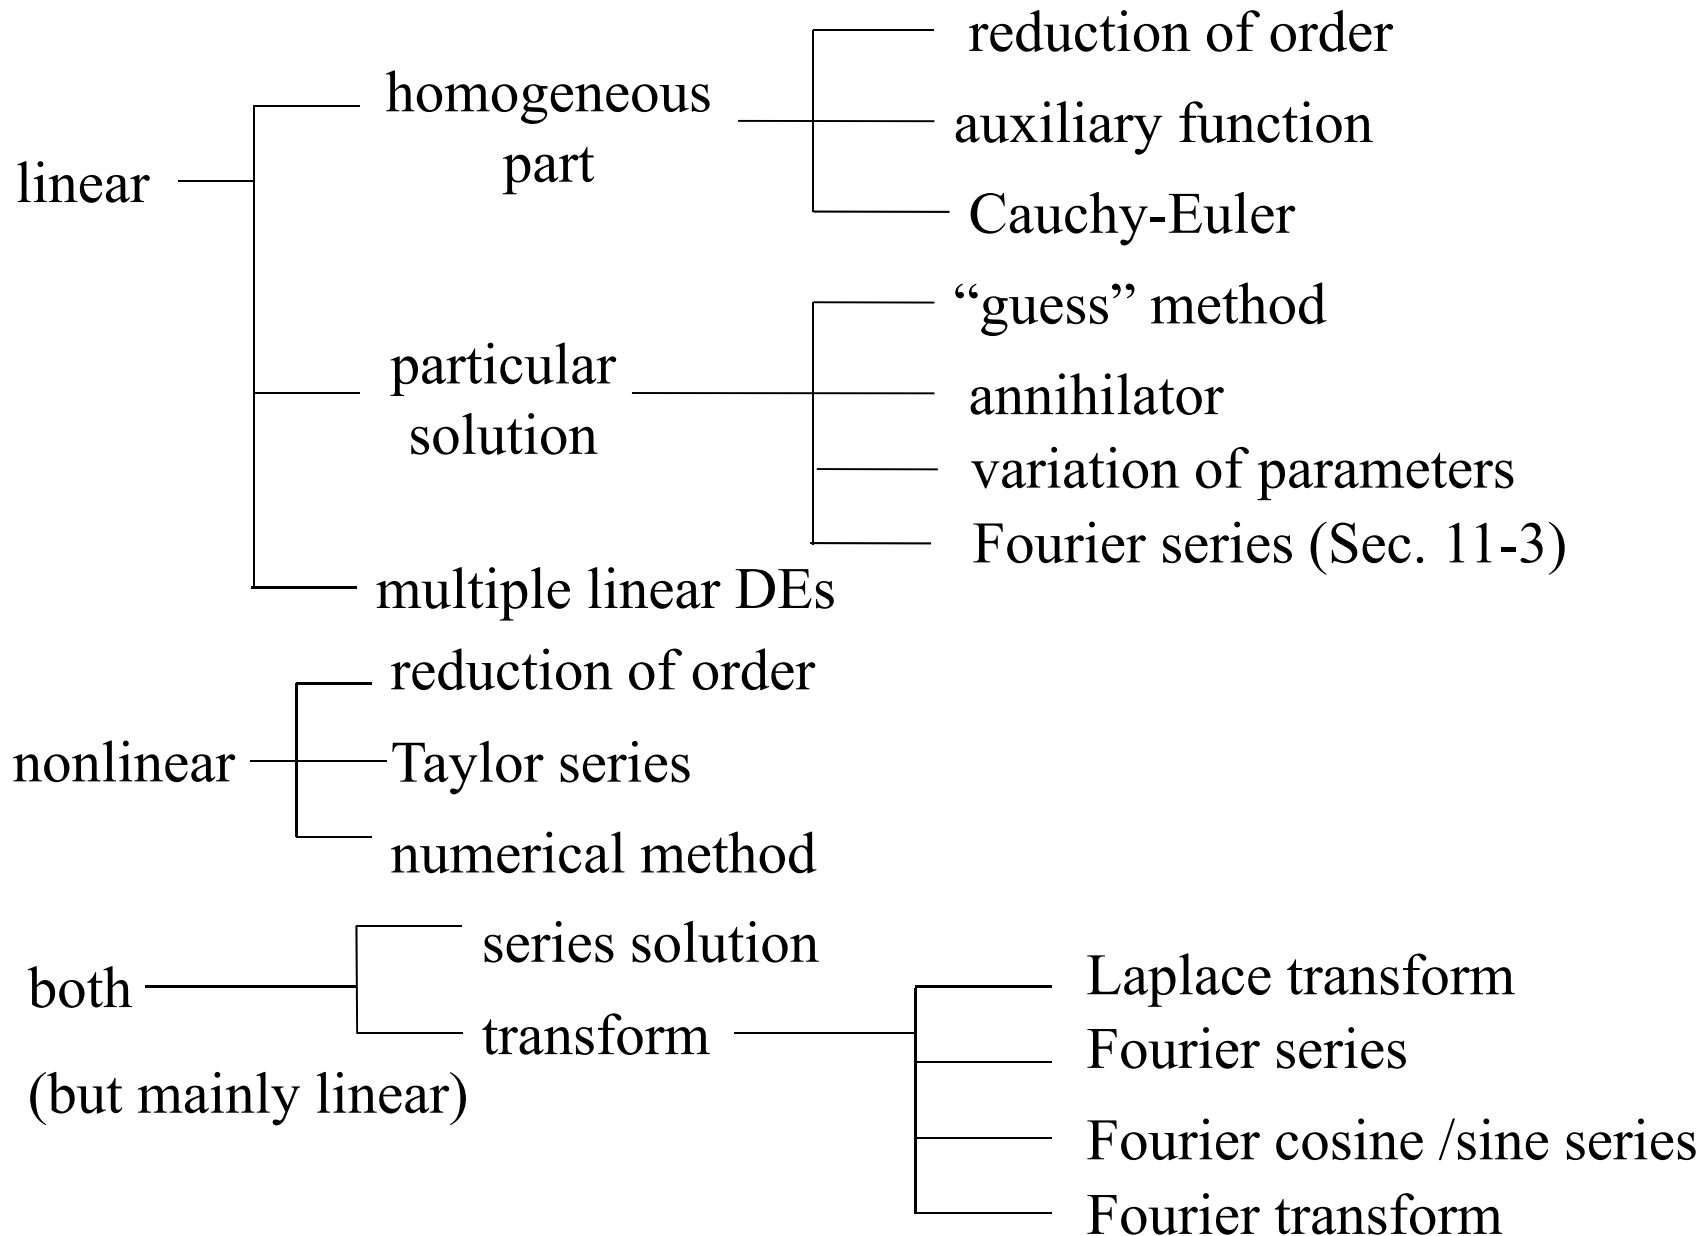 linear
homogeneous
part
reduction of order
auxiliary function
Cauchy-Euler
particular
solution
“guess” method
annihilator
variation of parameters
Fourier series (Sec. 11-3)
multiple linear DEs
nonlinear
reduction of order
Taylor series
numerical method
both
(but mainly linear)
series solution
transform
Laplace transform
Fourier series
Fourier cosine /sine series
Fourier transform